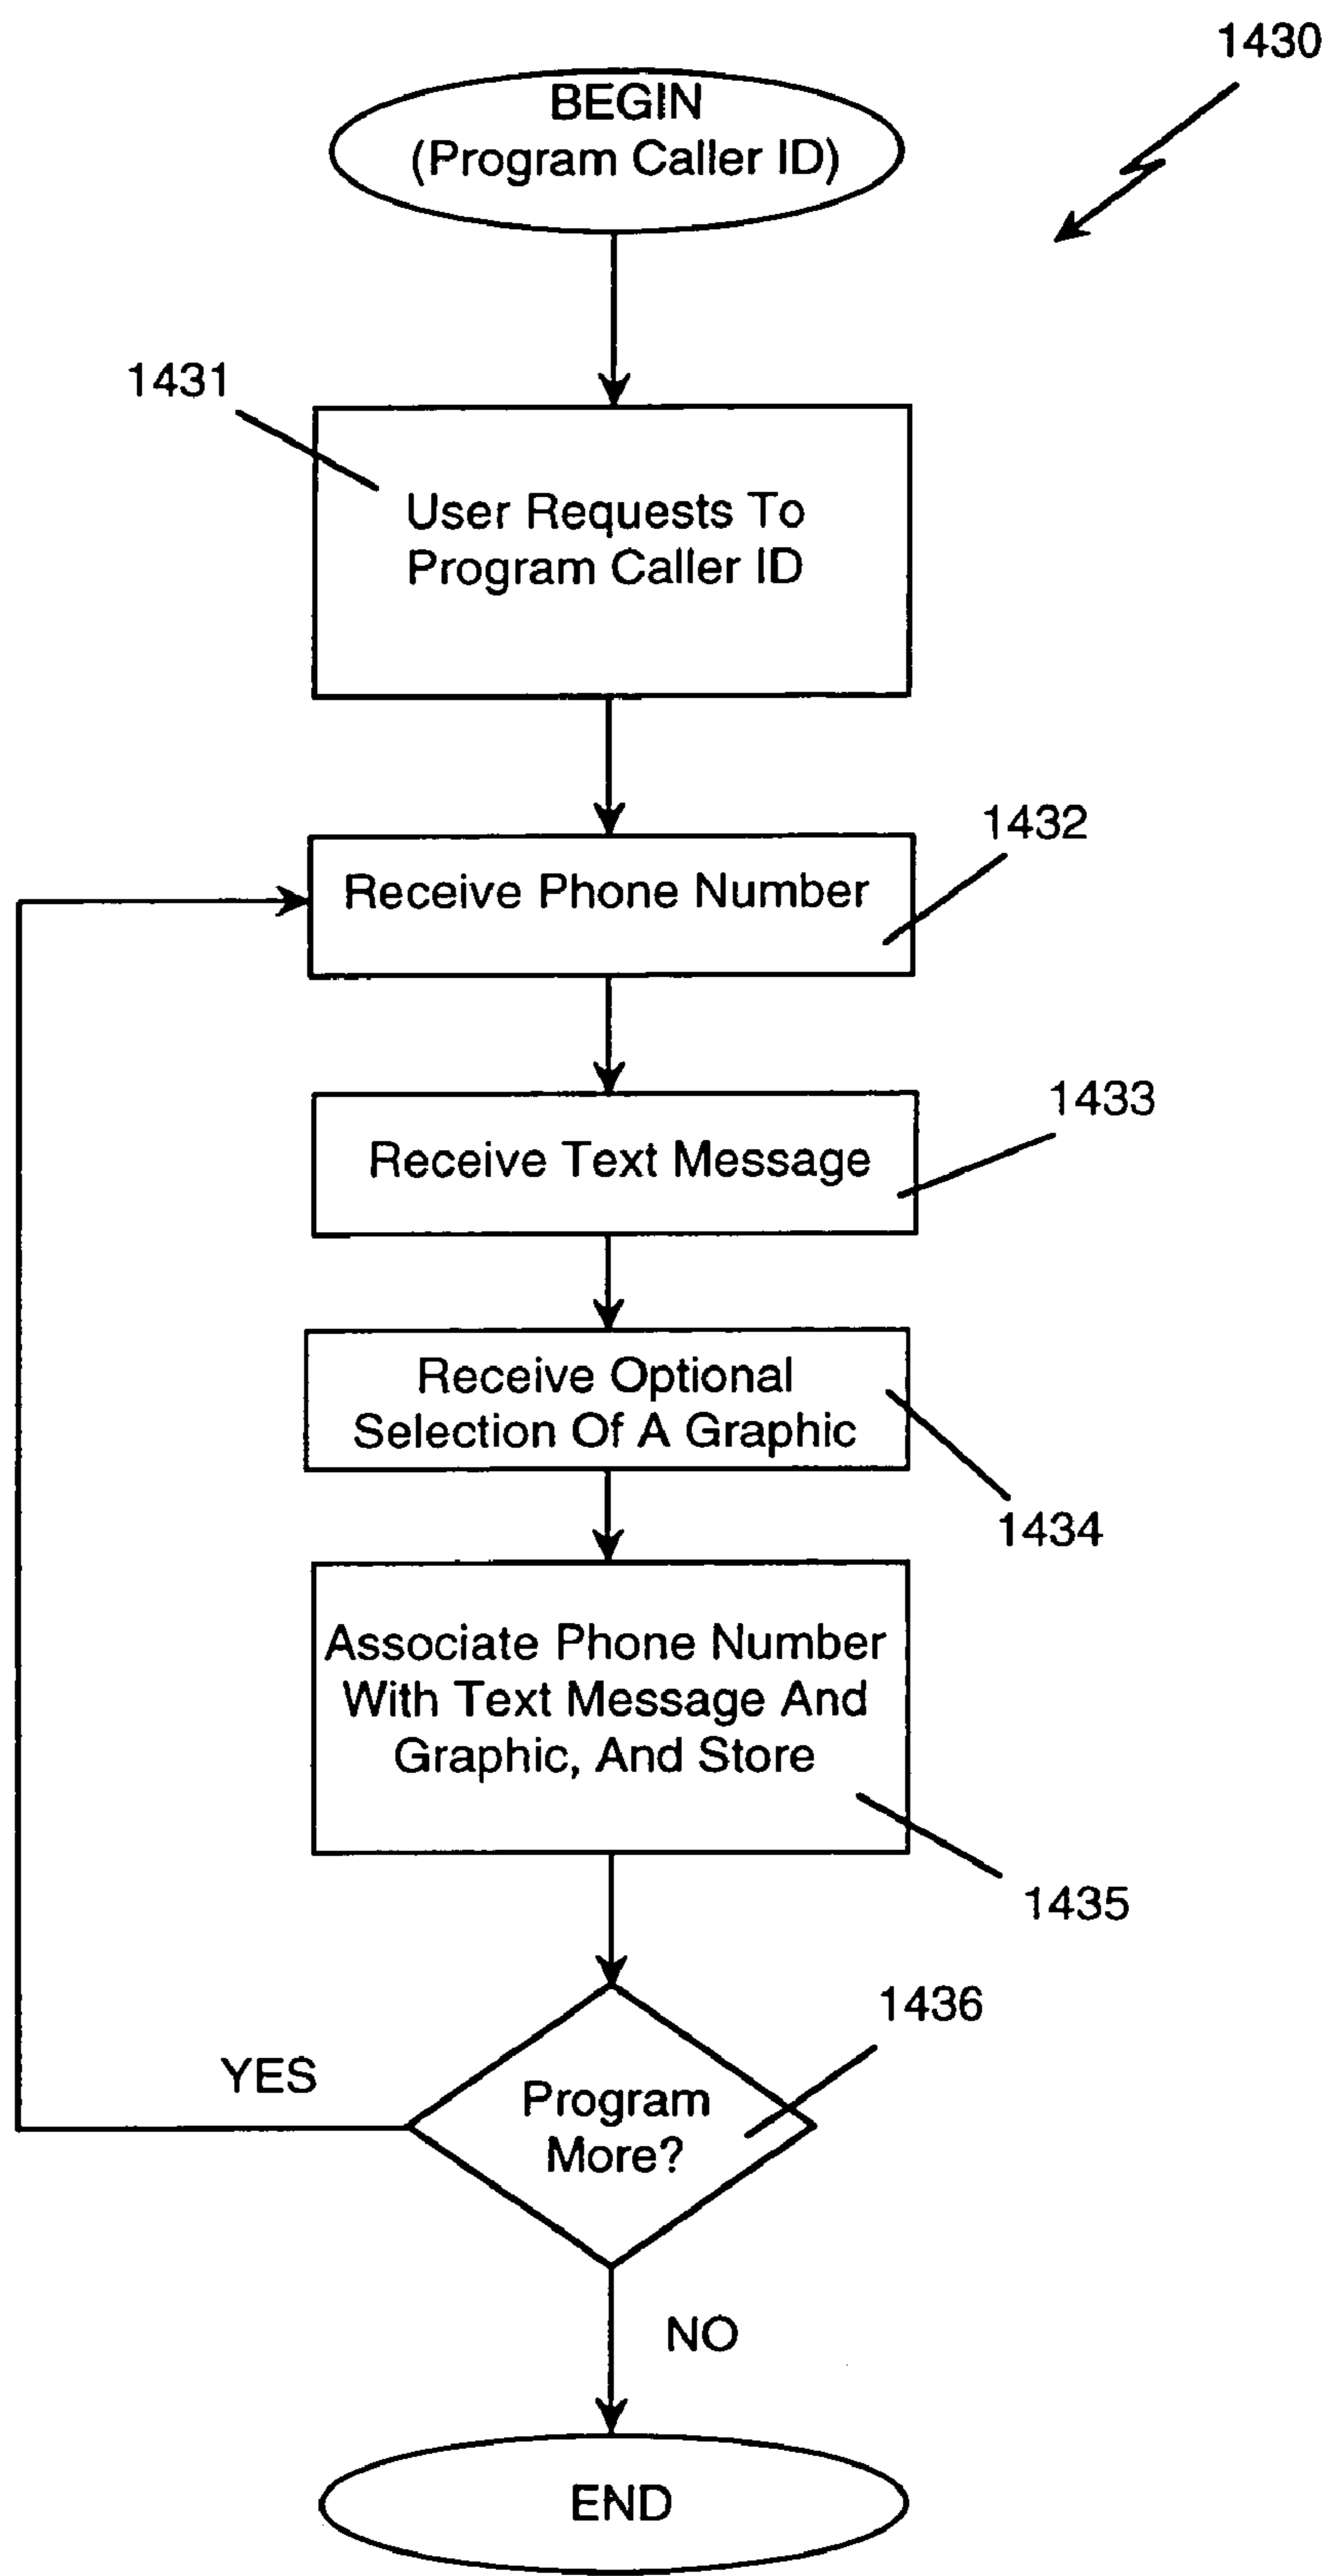 1430
BEGIN
(Program Caller ID)
1431
User Requests To
Program Caller ID
1432
Receive Phone Number
1433
Receive Text Message
Receive Optional
Selection Of A Graphic
1434
Associate Phone Number
With Text Message And
Graphic, And Store
1435
1436
YES
Program
More?
NO
END